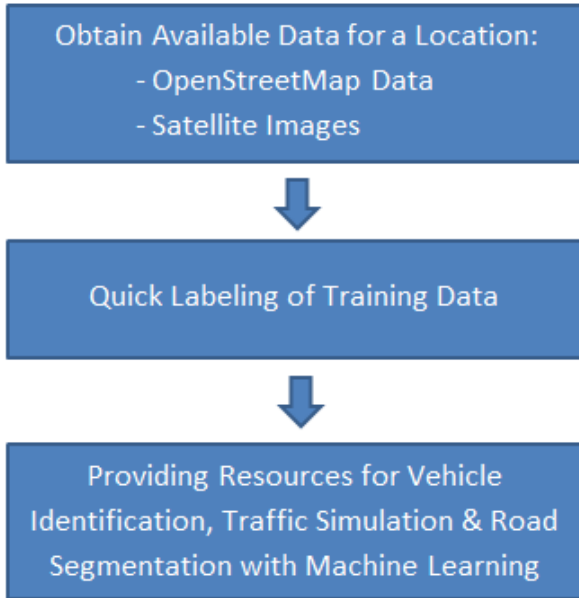 Obtain Available Data for a Location:
- OpenStreetMap Data
- Satellite Images
Quick Labeling of Training Data
Providing Resources for Vehicle
Identification, Traffic Simulation & Road
Segmentation with Machine Learning